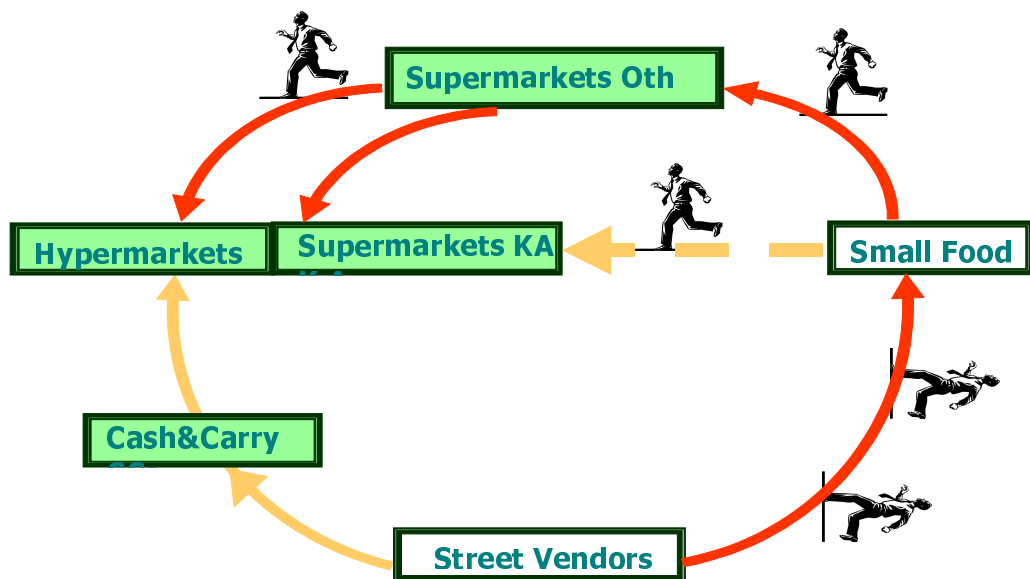 Supermarkets Oth
Hypermarkets
Supermarkets KA
Small Food
Cash&Carry
Street Vendors